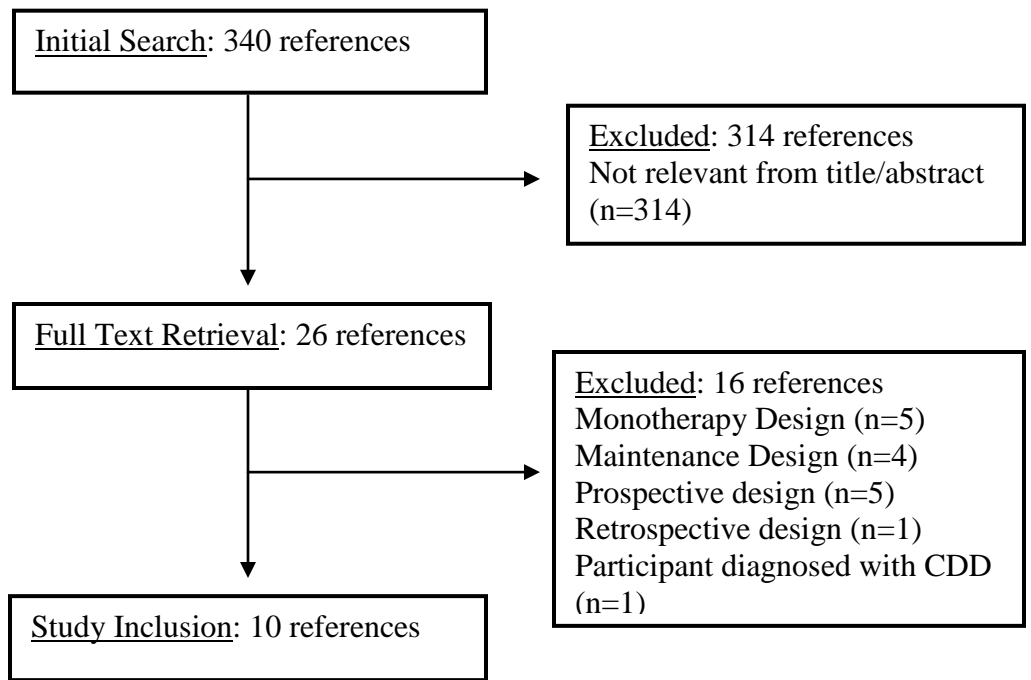 Initial Search: 340 references
Excluded: 314 references
Not relevant from title/abstract
(n=314)
Full Text Retrieval: 26 references
Excluded: 16 references
Monotherapy Design (n=5)
Maintenance Design (n=4)
Prospective design (n=5)
Retrospective design (n=1)
Participant diagnosed with CDD
(n=1)
Study Inclusion: 10 references